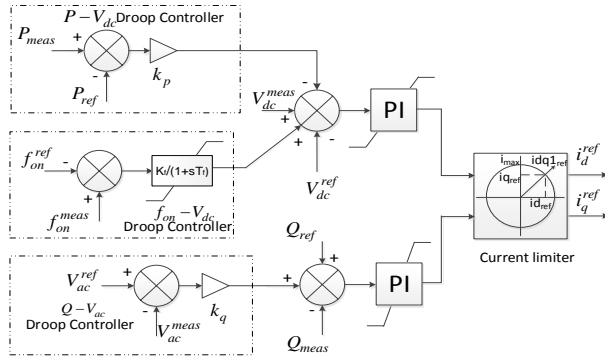 P−V_dc Droop Controller
P_meas
+
-
k_p
P_ref
-
V_dc^meas
+
+
-
V_dc^ref
PI
f_on^ref
-
+
f_on^meas
K_f/(1+sT_f)
f_on−V_dc
Droop Controller
i_max
idq1_ref
iq_ref
id_ref
i_d^ref
i_q^ref
Current limiter
V_ac^ref
+
-
Q−V_ac
Droop Controller
V_ac^meas
k_q
Q_ref
+
+
-
Q_meas
PI